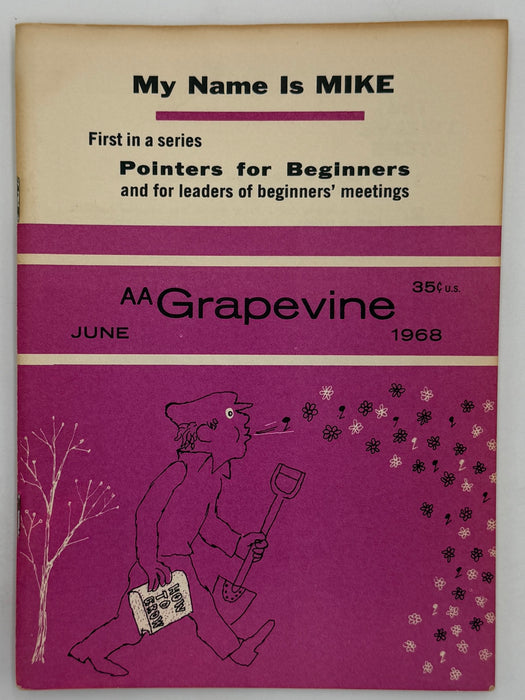 My Name Is MIKE
First in a series
Pointers for Beginners
and for leaders of beginners' meetings
35¢ U.S.
AA Grapevine
JUNE 1968
HOW
TO
GROW